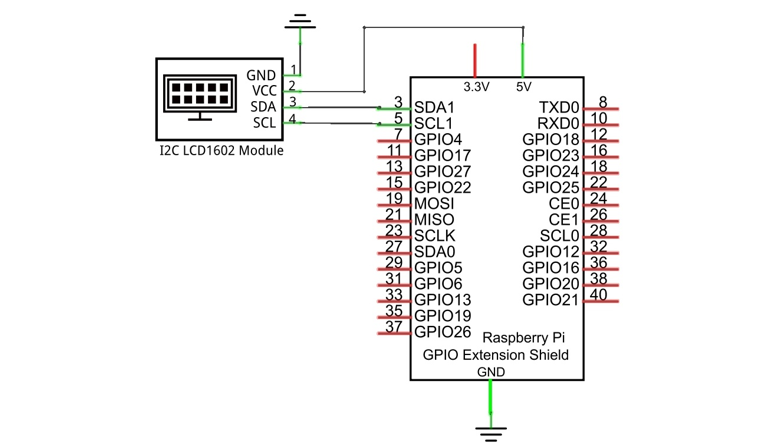 GND 1
VCC 2
SDA 3
SCL 4
I2C LCD1602 Module
3.3V 5V
3 SDA1 TXD0 8
5 SCL1 RXD0 10
7 GPIO4 GPIO18 12
11 GPIO17 GPIO23 16
13 GPIO27 GPIO24 18
15 GPIO22 GPIO25 22
19 MOSI CE0 24
21 MISO CE1 26
23 SCLK SCL0 28
27 SDA0 GPIO12 32
29 GPIO5 GPIO16 36
31 GPIO6 GPIO20 38
33 GPIO13 GPIO21 40
35 GPIO19
37 GPIO26
Raspberry Pi
GPIO Extension Shield
GND